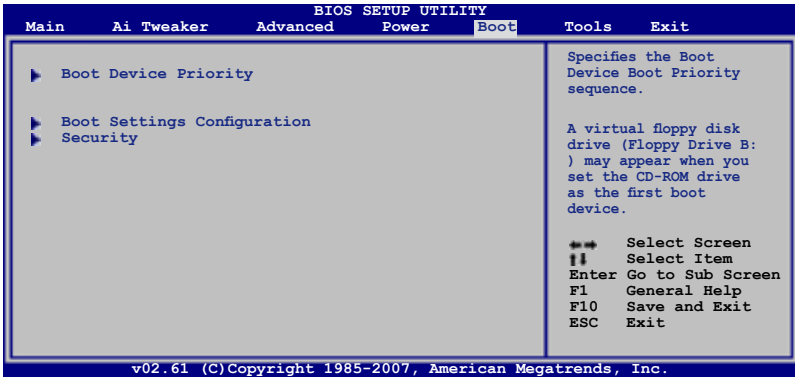 BIOS SETUP UTILITY
Main Ai Tweaker Advanced Power Boot Tools Exit
Boot Device Priority
Boot Settings Configuration
Security
Specifies the Boot
Device Boot Priority
sequence.
A virtual floppy disk
drive (Floppy Drive B:
) may appear when you
set the CD-ROM drive
as the first boot
device.
Select Screen
Select Item
Enter Go to Sub Screen
F1 General Help
F10 Save and Exit
ESC Exit
v02.61 (C)Copyright 1985-2007, American Megatrends, Inc.